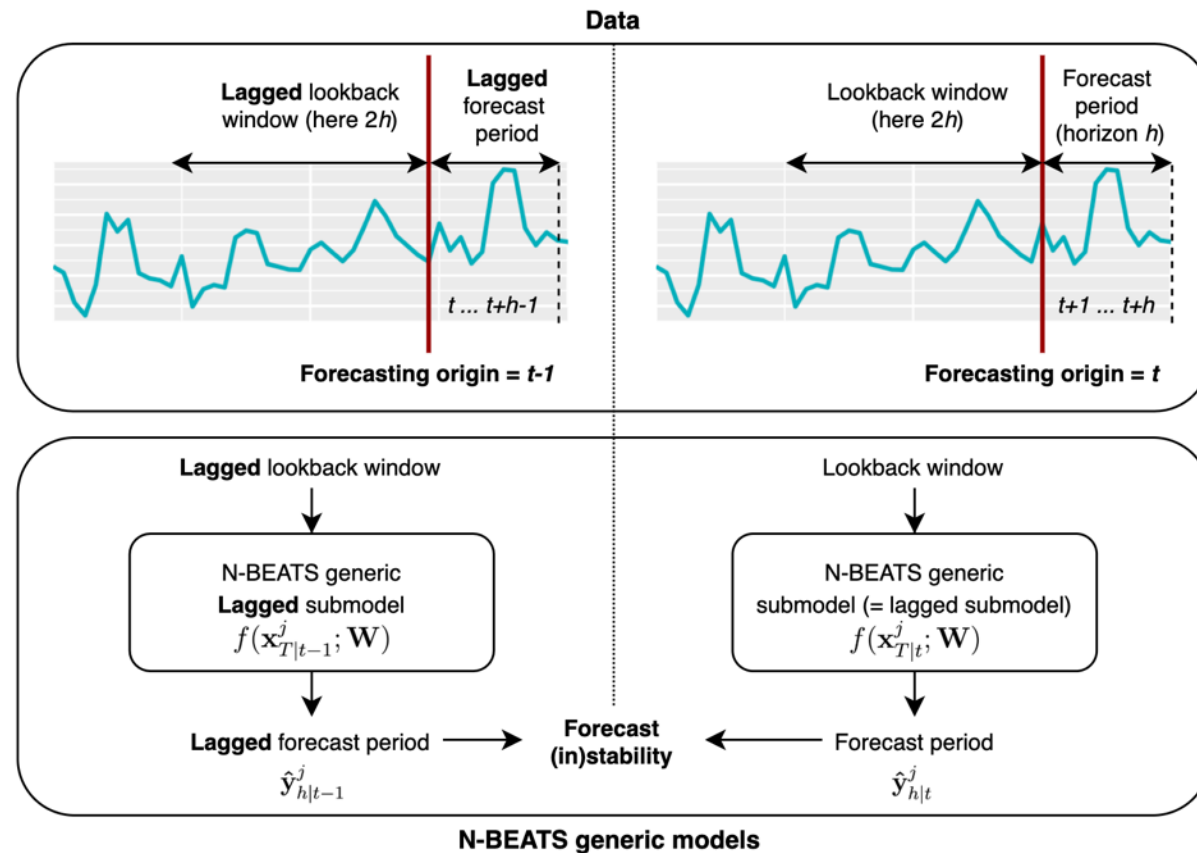 Data
Lagged lookback
window (here 2h)
Lagged
forecast
period
t ... t+h-1
Forecasting origin = t-1
Lookback window
(here 2h)
Forecast
period
(horizon h)
t+1 ... t+h
Forecasting origin = t
Lagged lookback window
N-BEATS generic
Lagged submodel
f(x^j_{T|t−1}; W)
Lagged forecast period
ŷ^j_{h|t−1}
Forecast
(in)stability
Lookback window
N-BEATS generic
submodel (= lagged submodel)
f(x^j_{T|t}; W)
Forecast period
ŷ^j_{h|t}
N-BEATS generic models